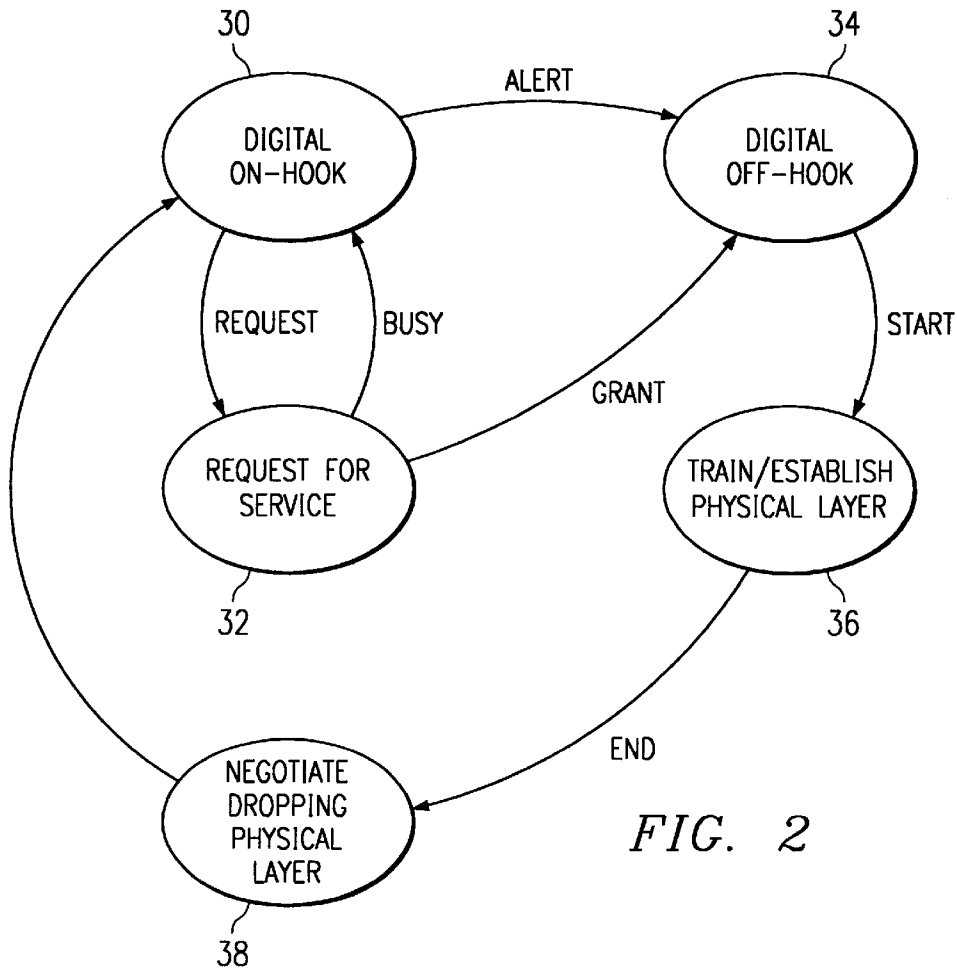 30
34
ALERT
DIGITAL
ON-HOOK
DIGITAL
OFF-HOOK
REQUEST
BUSY
START
GRANT
REQUEST FOR
SERVICE
TRAIN/ESTABLISH
PHYSICAL LAYER
32
36
END
NEGOTIATE
DROPPING
PHYSICAL
LAYER
FIG. 2
38